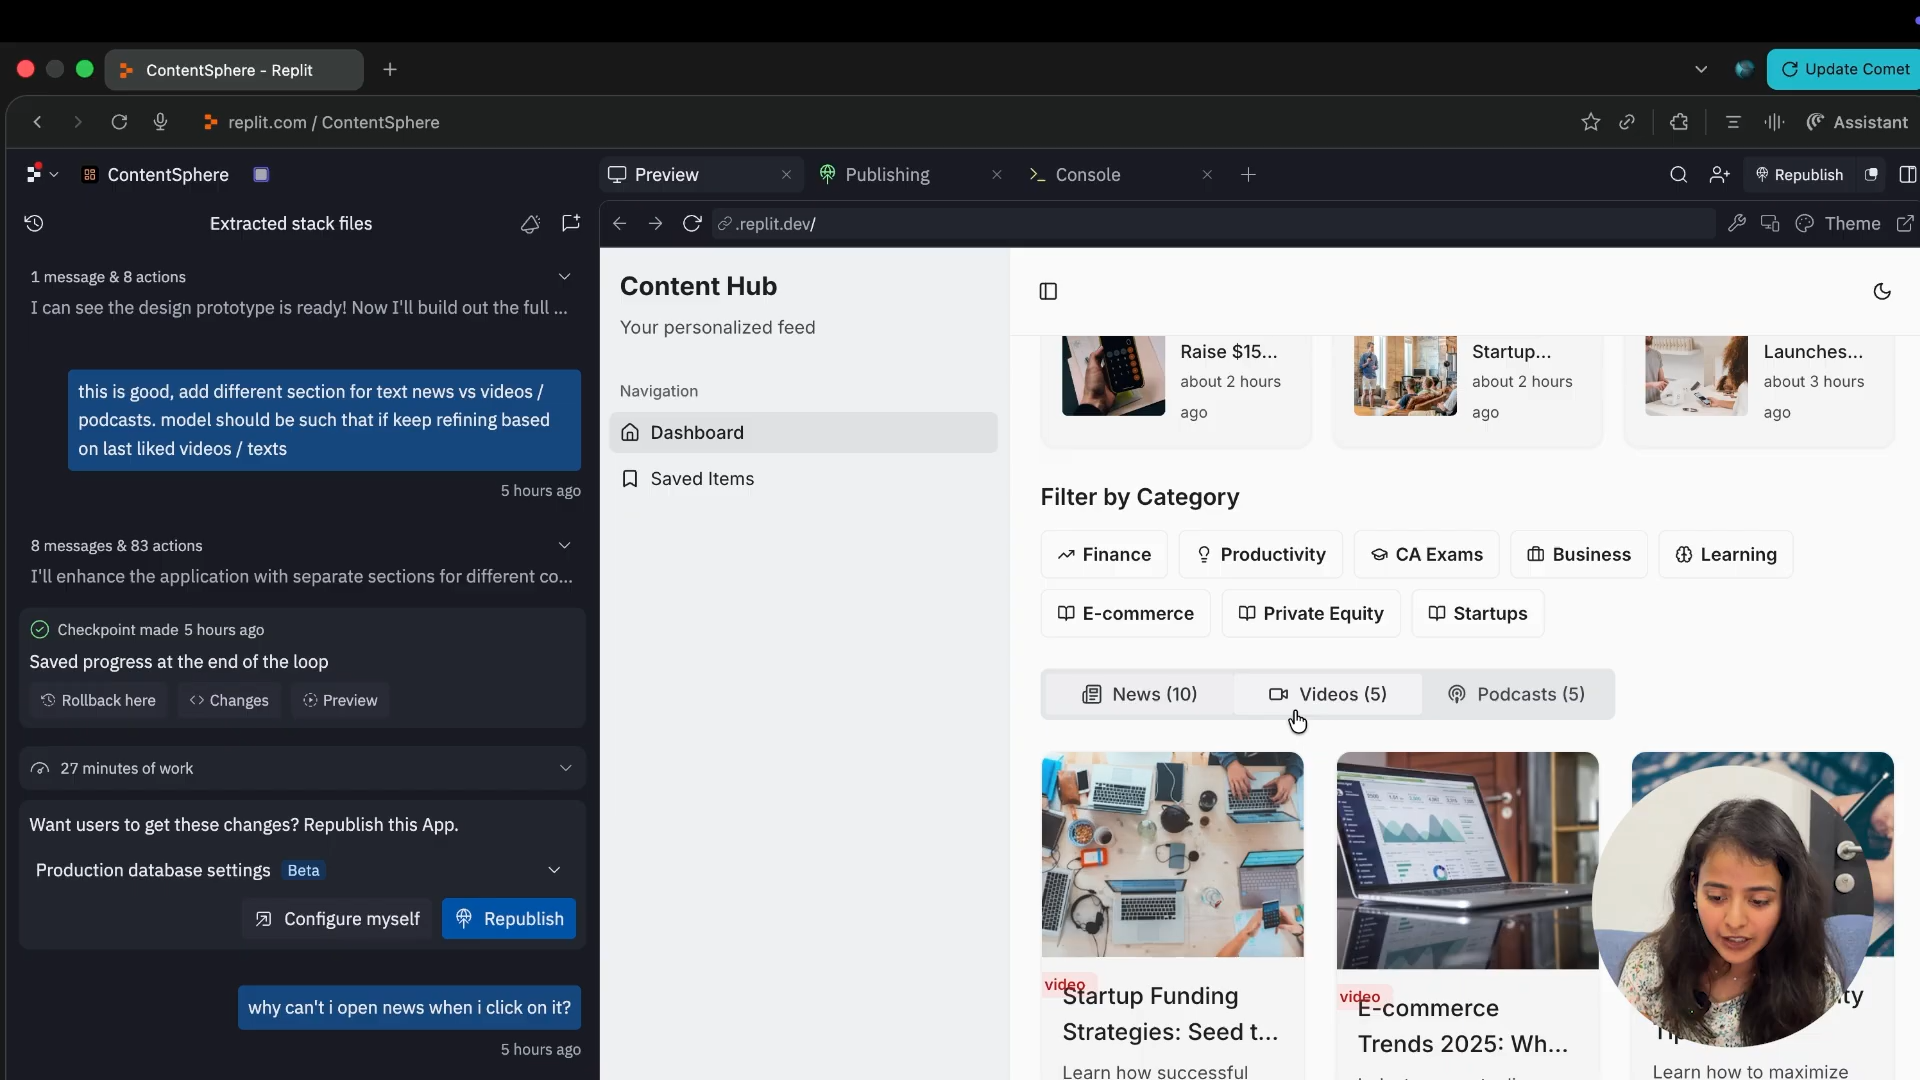 ContentSphere - Replit
Update Comet
replit.com / ContentSphere
Assistant
ContentSphere
Preview
Publishing
Console
Republish
Extracted stack files
.replit.dev/
Theme
1 message & 8 actions
I can see the design prototype is ready! Now I'll build out the full ...
this is good, add different section for text news vs videos /
podcasts. model should be such that if keep refining based
on last liked videos / texts
5 hours ago
8 messages & 83 actions
I'll enhance the application with separate sections for different co...
Checkpoint made 5 hours ago
Saved progress at the end of the loop
Rollback here
Changes
Preview
27 minutes of work
Want users to get these changes? Republish this App.
Production database settings Beta
Configure myself
Republish
why can't i open news when i click on it?
5 hours ago
Content Hub
Your personalized feed
Navigation
Dashboard
Saved Items
Raise $15...
about 2 hours
ago
Startup...
about 2 hours
ago
Launches...
about 3 hours
ago
Filter by Category
Finance
Productivity
CA Exams
Business
Learning
E-commerce
Private Equity
Startups
News (10)
Videos (5)
Podcasts (5)
video
Startup Funding
Strategies: Seed t...
Learn how successful
video
E-commerce
Trends 2025: Wh...
Learn how to maximize